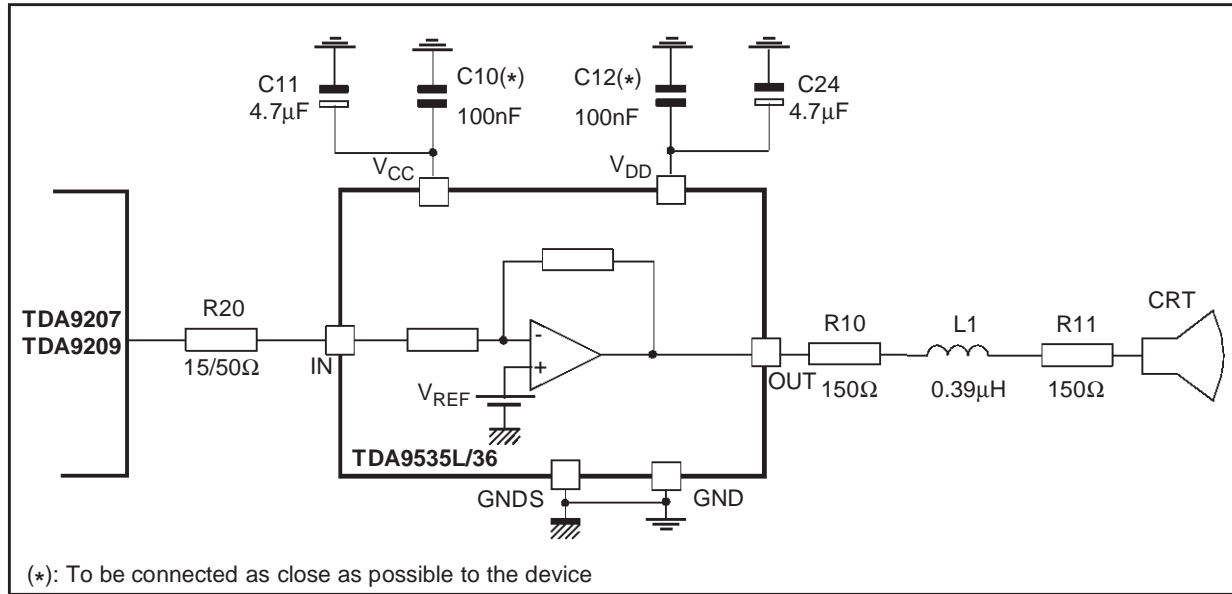 C11
4.7µF
C10(*)
100nF
C12(*)
100nF
C24
4.7µF
VCC
VDD
TDA9207
TDA9209
R20
15/50Ω
IN
-
+
VREF
OUT
R10
150Ω
L1
0.39µH
R11
150Ω
CRT
TDA9535L/36
GNDS
GND
(*): To be connected as close as possible to the device